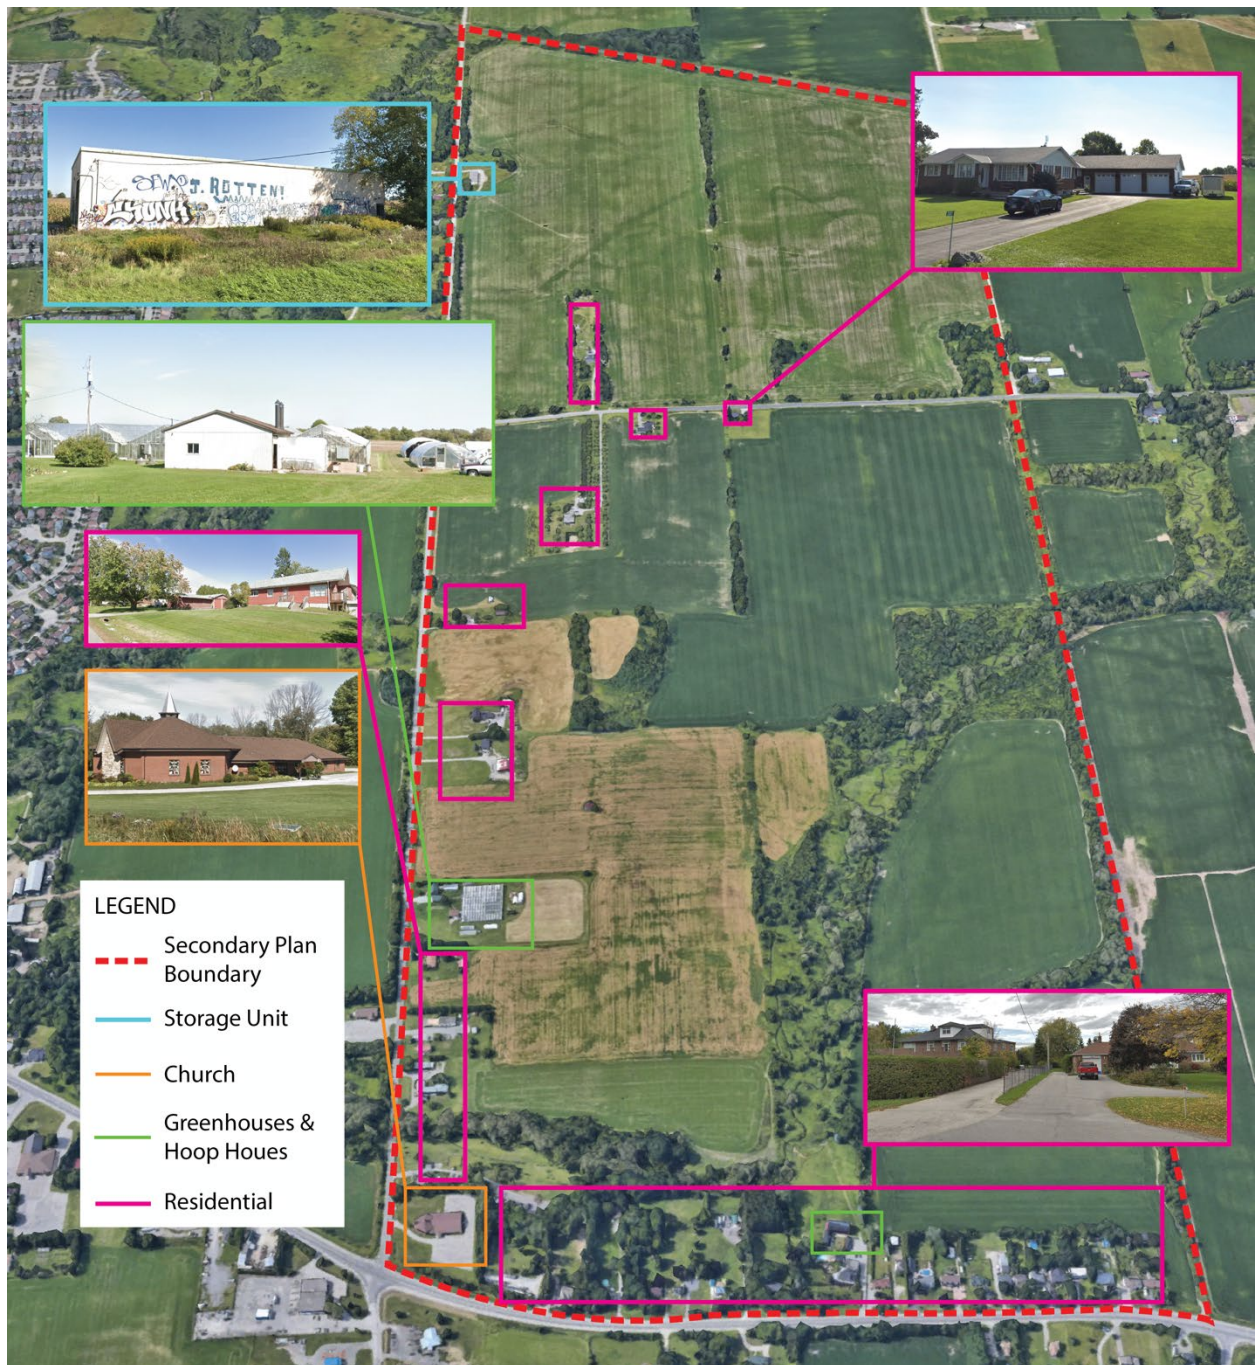 J. ROTTEN!
LEGEND
Secondary Plan
Boundary
Storage Unit
Church
Greenhouses &
Hoop Houes
Residential